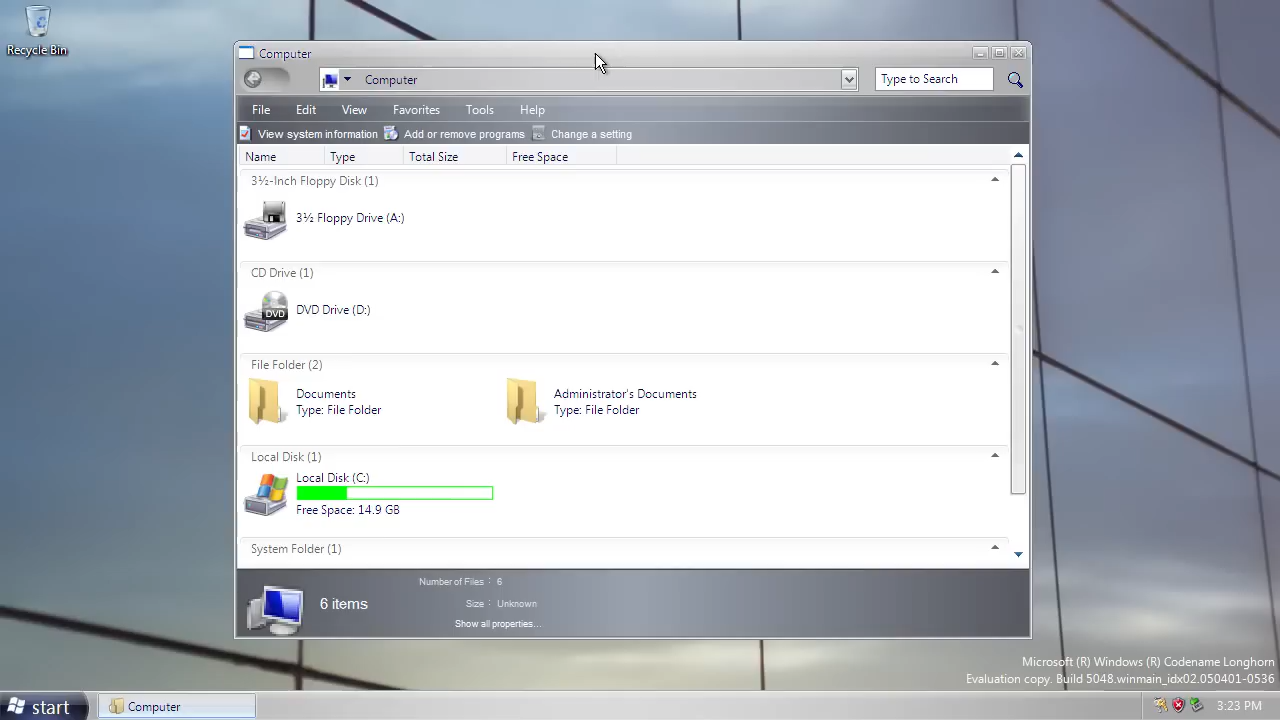 Recycle Bin
Computer
Computer
Type to Search
File Edit View Favorites Tools Help
View system information Add or remove programs Change a setting
Name Type Total Size Free Space
3½-Inch Floppy Disk (1)
3½ Floppy Drive (A:)
CD Drive (1)
DVD
DVD Drive (D:)
File Folder (2)
Documents
Type: File Folder
Administrator's Documents
Type: File Folder
Local Disk (1)
Local Disk (C:)
Free Space: 14.9 GB
System Folder (1)
6 items
Number of Files : 6
Size : Unknown
Show all properties...
Microsoft (R) Windows (R) Codename Longhorn
Evaluation copy. Build 5048.winmain_idx02.050401-0536
start Computer 3:23 PM